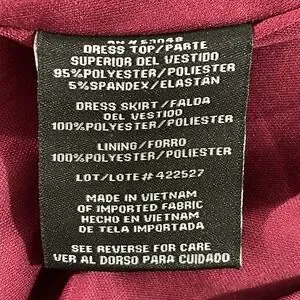 DRESS TOP/PARTE
SUPERIOR DEL VESTIDO
95%POLYESTER/POLIESTER
5%SPANDEX/ELASTÁN
DRESS SKIRT/FALDA
DEL VESTIDO
100%POLYESTER/POLIESTER
LINING/FORRO
100%POLYESTER/POLIESTER
LOT/LOTE# 422527
MADE IN VIETNAM
OF IMPORTED FABRIC
HECHO EN VIETNAM
DE TELA IMPORTADA
SEE REVERSE FOR CARE
VER AL DORSO PARA CUIDADO